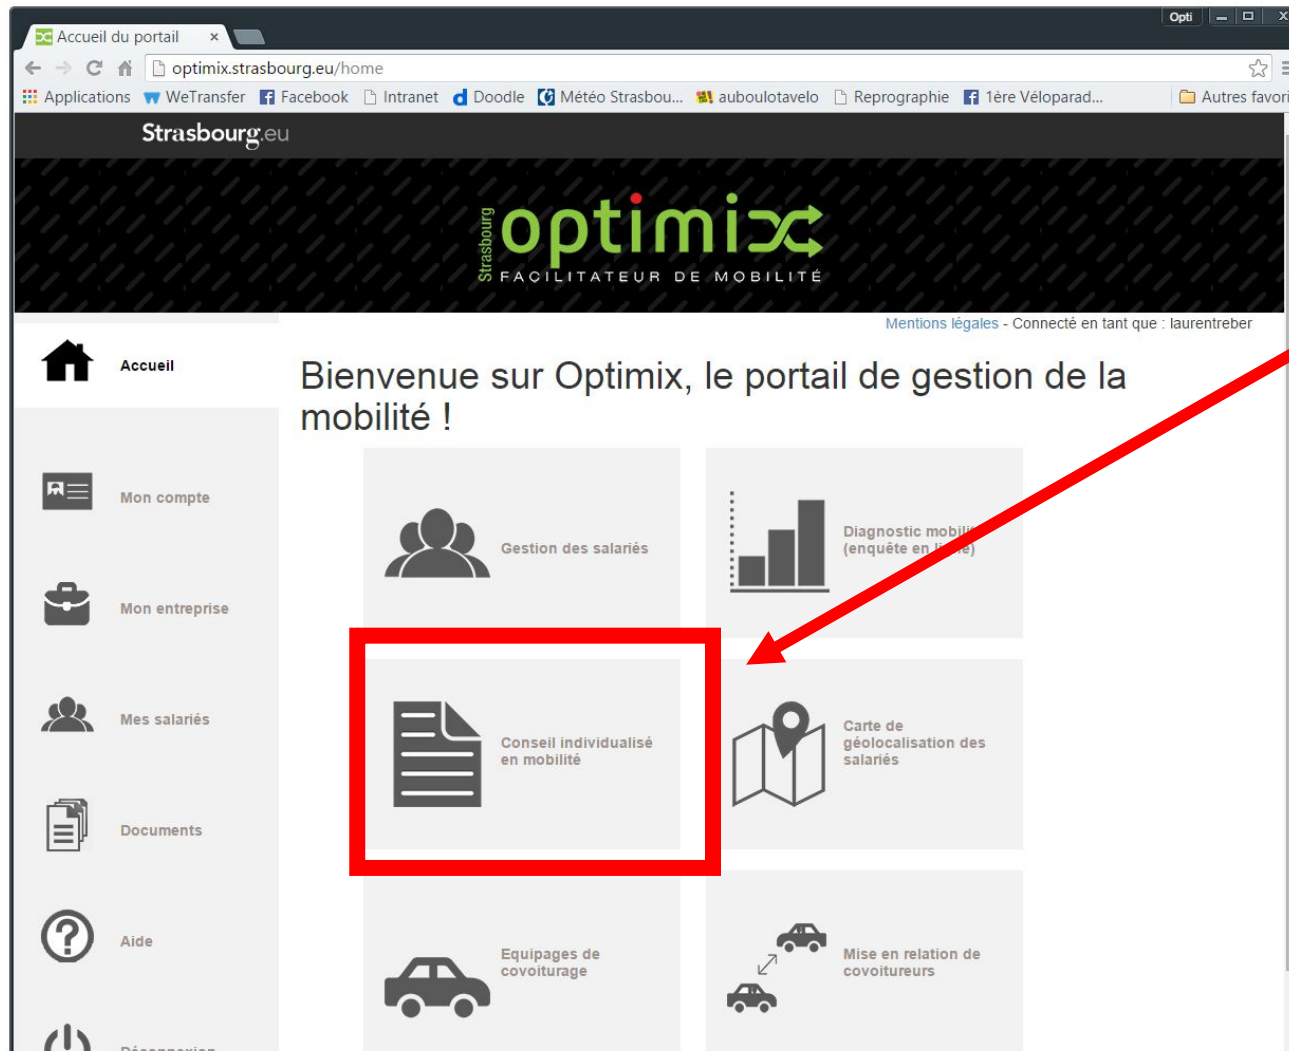 Opti
Accueil du portail
optimix.strasbourg.eu/home
Applications WeTransfer Facebook Intranet Doodle Météo Strasbou... auboulotavelo Reprographie 1ère Véloparad... Autres favori
Strasbourg.eu
Strasbourg
optimix
FACILITATEUR DE MOBILITÉ
Mentions légales - Connecté en tant que : laurentreber
Accueil
Bienvenue sur Optimix, le portail de gestion de la
mobilité !
Mon compte
Mon entreprise
Mes salariés
Documents
Aide
Déconnexion
Gestion des salariés
Diagnostic mobilité
(enquête en ligne)
Conseil individualisé
en mobilité
Carte de
géolocalisation des
salariés
Equipages de
covoiturage
Mise en relation de
covoitureurs